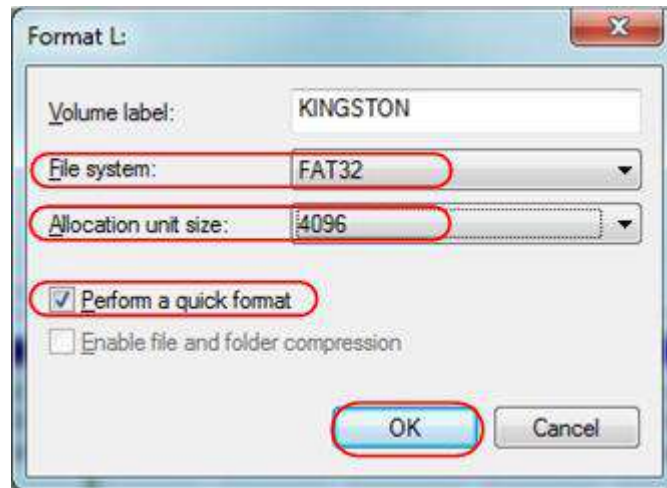 Format L:
Volume label: KINGSTON
File system: FAT32
Allocation unit size: 4096
Perform a quick format
Enable file and folder compression
OK Cancel